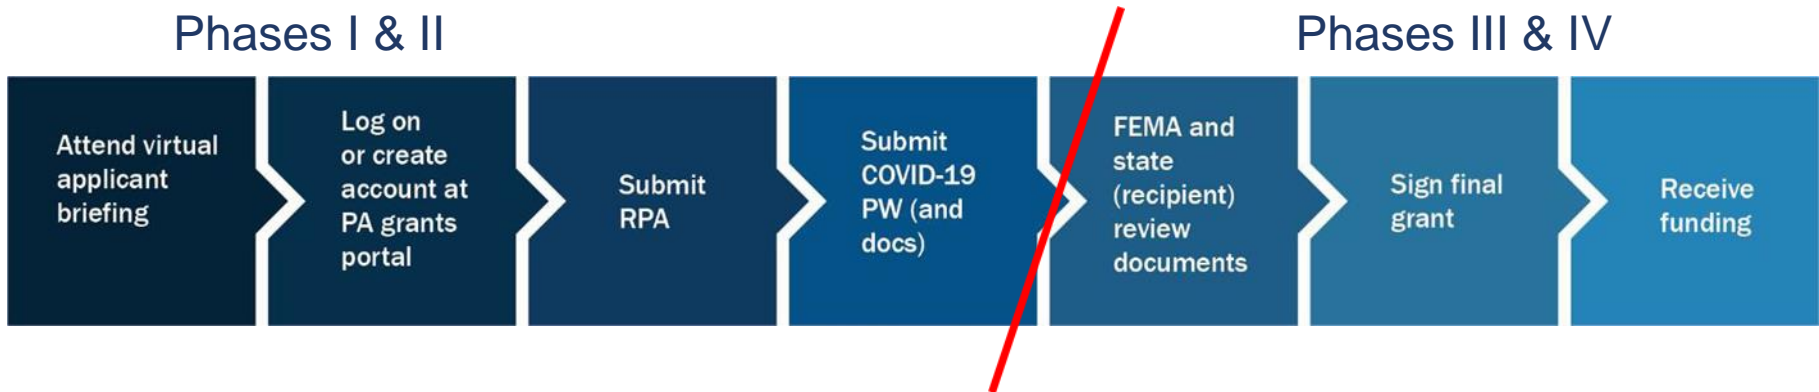 Phases I & II
Phases III & IV
Attend virtual
applicant
briefing
Log on
or create
account at
PA grants
portal
Submit
RPA
Submit
COVID-19
PW (and
docs)
FEMA and
state
(recipient)
review
documents
Sign final
grant
Receive
funding